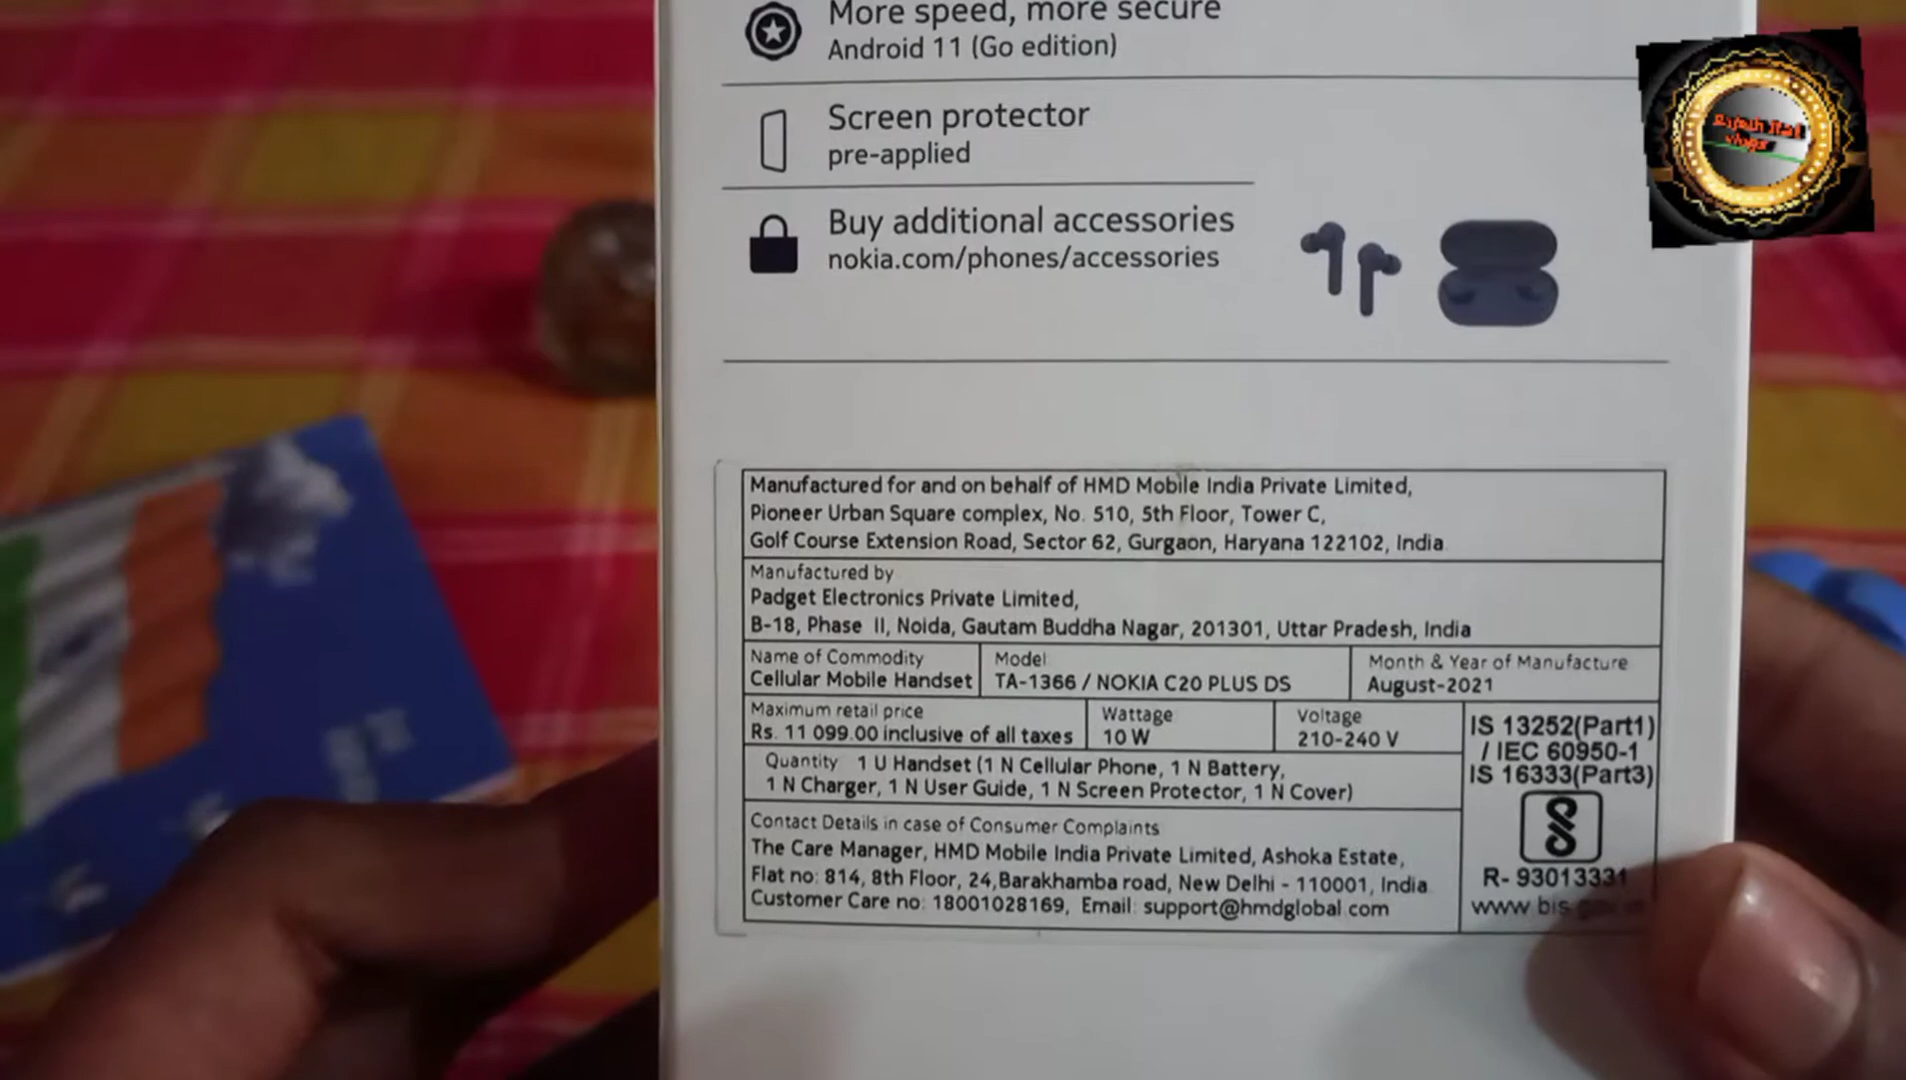 More speed, more secure
Android 11 (Go edition)
Screen protector
pre-applied
Buy additional accessories
nokia.com/phones/accessories
Manufactured for and on behalf of HMD Mobile India Private Limited,
Pioneer Urban Square complex, No. 510, 5th Floor, Tower C,
Golf Course Extension Road, Sector 62, Gurgaon, Haryana 122102, India
Manufactured by
Padget Electronics Private Limited,
B-18, Phase II, Noida, Gautam Buddha Nagar, 201301, Uttar Pradesh, India
Name of Commodity
Cellular Mobile Handset
Model
TA-1366 / NOKIA C20 PLUS DS
Month & Year of Manufacture
August-2021
Maximum retail price
Rs. 11 099.00 inclusive of all taxes
Wattage
10 W
Voltage
210-240 V
IS 13252(Part1)
/ IEC 60950-1
IS 16333(Part3)
R- 93013331
www bis
Quantity 1 U Handset (1 N Cellular Phone, 1 N Battery,
1 N Charger, 1 N User Guide, 1 N Screen Protector, 1 N Cover)
Contact Details in case of Consumer Complaints
The Care Manager, HMD Mobile India Private Limited, Ashoka Estate,
Flat no: 814, 8th Floor, 24,Barakhamba road, New Delhi - 110001, India
Customer Care no: 18001028169, Email: support@hmdglobal.com